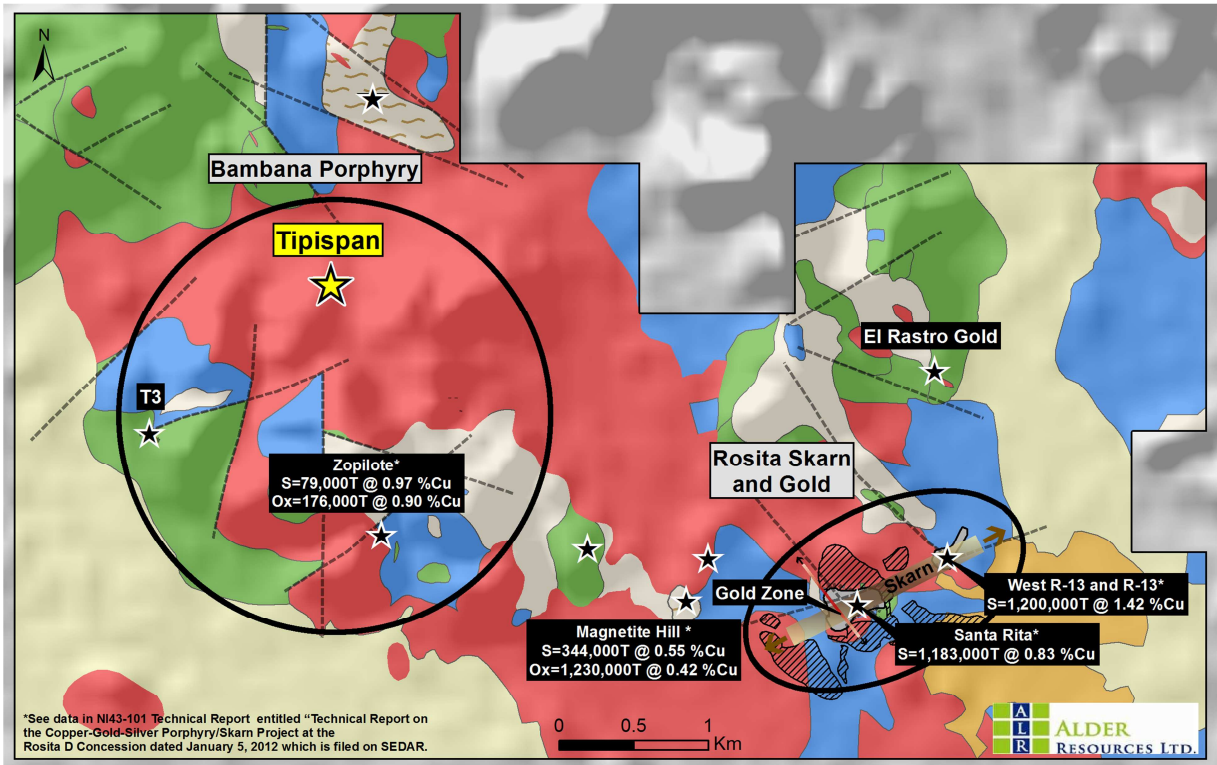 N
Bambana Porphyry
Tipispan
T3
El Rastro Gold
Zopilote*
S=79,000T @ 0.97 %Cu
Ox=176,000T @ 0.90 %Cu
Rosita Skarn
and Gold
Skarn
Gold Zone
West R-13 and R-13*
S=1,200,000T @ 1.42 %Cu
Magnetite Hill *
S=344,000T @ 0.55 %Cu
Ox=1,230,000T @ 0.42 %Cu
Santa Rita*
S=1,183,000T @ 0.83 %Cu
*See data in NI43-101 Technical Report entitled “Technical Report on
the Copper-Gold-Silver Porphyry/Skarn Project at the
Rosita D Concession dated January 5, 2012 which is filed on SEDAR.
0 0.5 1
Km
A
L
R
ALDER
RESOURCES LTD.